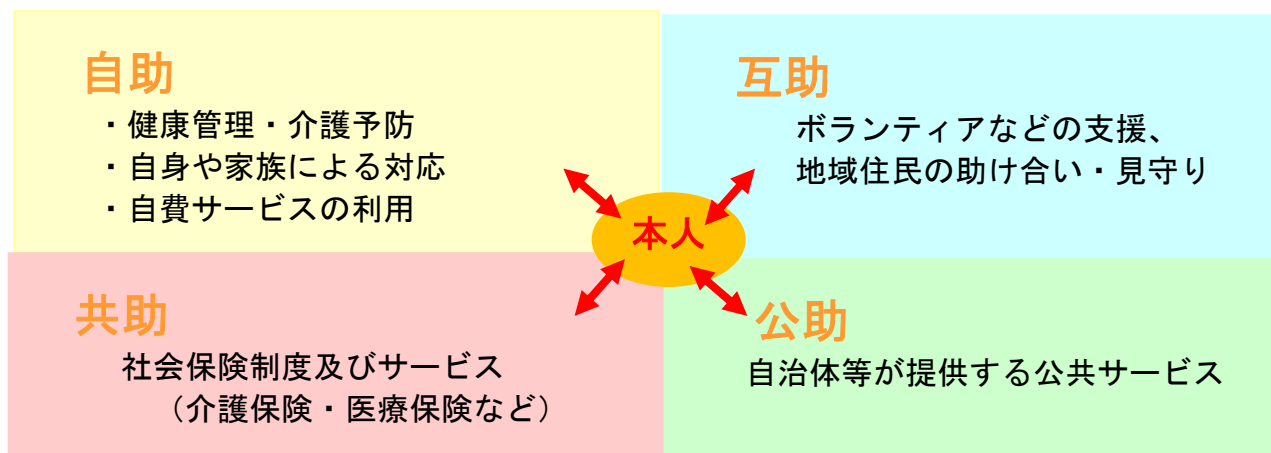 自助
・健康管理・介護予防
・自身や家族による対応
・自費サービスの利用
互助
ボランティアなどの支援、
地域住民の助け合い・見守り
本人
共助
社会保険制度及びサービス
（介護保険・医療保険など）
公助
自治体等が提供する公共サービス